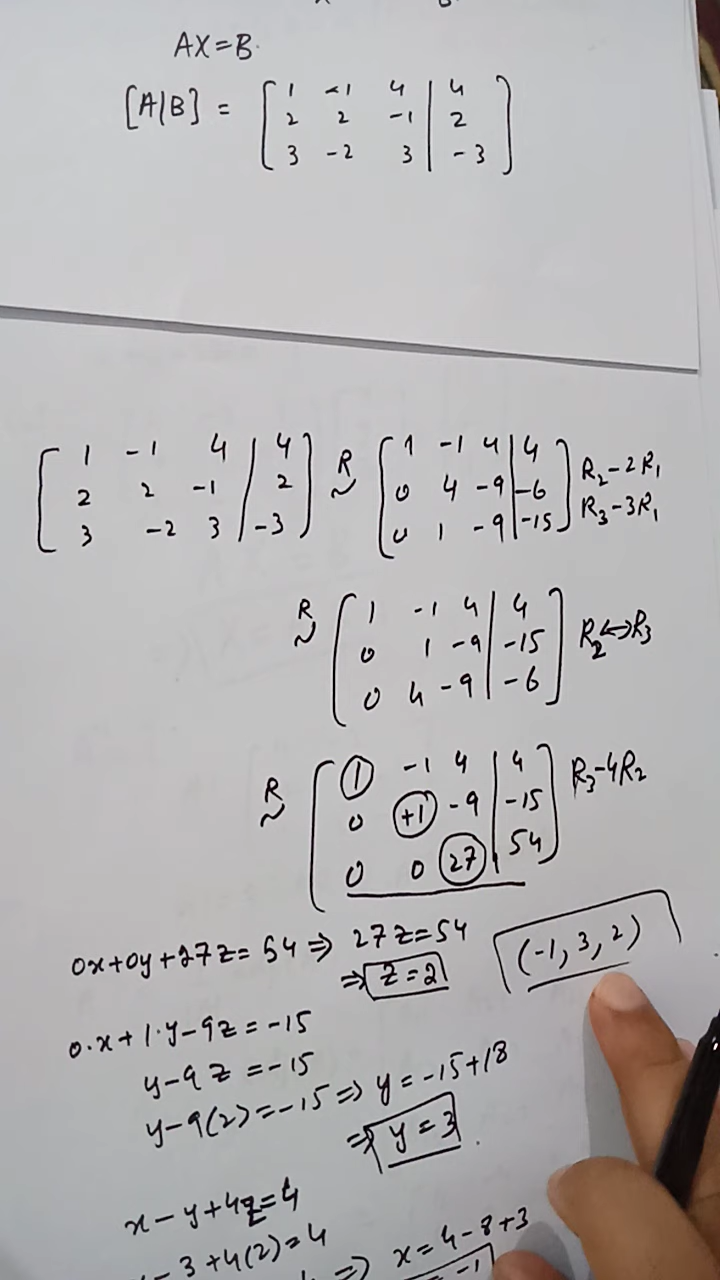 AX=B.
[A|B] = [ 1 -1 4 | 4 ]
2 2 -1 | 2
3 -2 3 | -3
[ 1 -1 4 | 4 ] R~ [ 1 -1 4 | 4 ]
2 2 -1 | 2 0 4 -9 | -6 R₂-2R₁
3 -2 3 | -3 0 1 -9 | -15 R₃-3R₁
R~ [ 1 -1 4 | 4 ]
0 1 -9 | -15 R₂↔R₃
0 4 -9 | -6
R~ [ 1 -1 4 | 4 ] R₃-4R₂
0 +1 -9 | -15
0 0 27 | 54
0x+0y+27z=54 ⇒ 27z=54
⇒ z=2
(-1, 3, 2)
0.x+1.y-9z=-15
y-9z=-15
y-9(2)=-15 ⇒ y=-15+18
⇒ y=3.
x-y+4z=4
-3+4(2)=4
⇒ x=4-8+3
-1